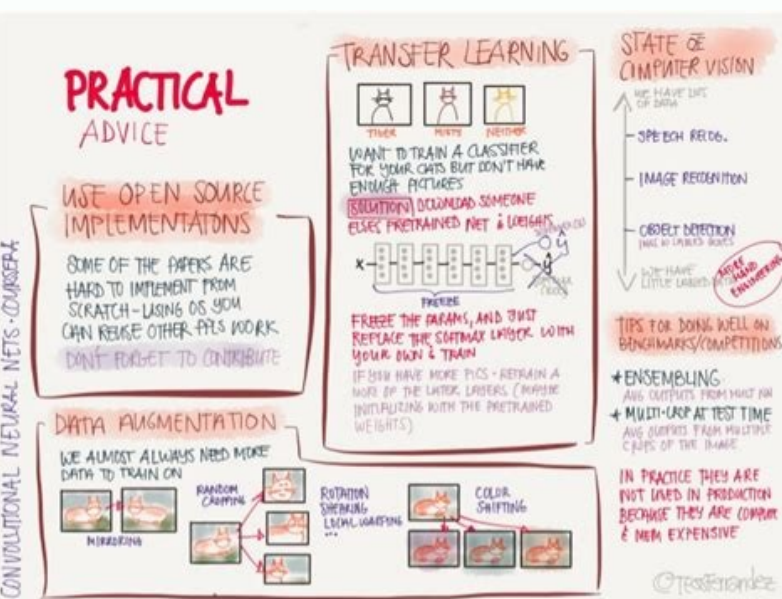 PRACTICAL
ADVICE
USE OPEN SOURCE
IMPLEMENTATIONS
SOME OF THE PAPERS ARE
HARD TO IMPLEMENT FROM
SCRATCH - USING OS YOU
CAN REUSE OTHER PPLS WORK
DON'T FORGET TO CONTRIBUTE
TRANSFER LEARNING
TIGER
MISTY
NEITHER
WANT TO TRAIN A CLASSIFIER
FOR YOUR CATS BUT DON'T HAVE
ENOUGH PICTURES
SOLUTION DOWNLOAD SOMEONE
ELSES PRETRAINED NET & WEIGHTS
X
ŷ
ŷ
FREEZE
FREEZE THE PARAMS, AND JUST
REPLACE THE SOFTMAX LAYER WITH
YOUR OWN & TRAIN
IF YOU HAVE MORE PICS - RETRAIN A
MORE OF THE LATER LAYERS (MAYBE
INITIALIZING WITH THE PRETRAINED
WEIGHTS)
STATE OF
COMPUTER VISION
WE HAVE LOTS
OF DATA
SPEECH RECOG.
IMAGE RECOGNITION
OBJECT DETECTION
WE HAVE
LITTLE LABELED DATA
MORE
HAND
ENGINEERING
TIPS FOR DOING WELL ON
BENCHMARKS/COMPETITIONS
* ENSEMBLING
AVG OUTPUTS FROM MULT NN
* MULTI-CROP AT TEST TIME
AVG OUTPUTS FROM MULTIPLE
CROPS OF THE IMAGE
IN PRACTICE THEY ARE
NOT USED IN PRODUCTION
BECAUSE THEY ARE COMPUTE
& MEM EXPENSIVE
DATA AUGMENTATION
WE ALMOST ALWAYS NEED MORE
DATA TO TRAIN ON
MIRRORING
RANDOM
CROPPING
ROTATION
SHEARING
LOCAL WARPING
...
COLOR
SHIFTING
CONVOLUTIONAL NEURAL NETS · COURSERA
©TessFerrandez